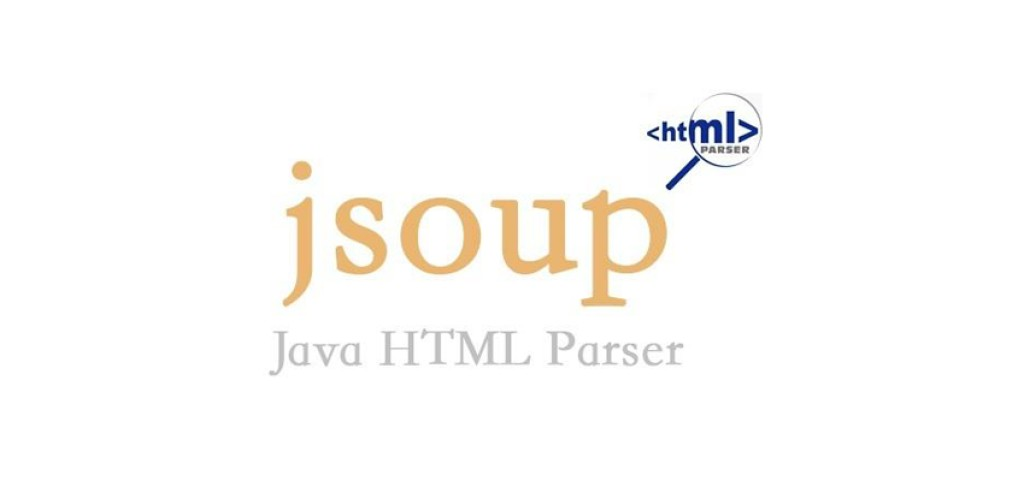 <html>
PARSER
jsoup
Java HTML Parser